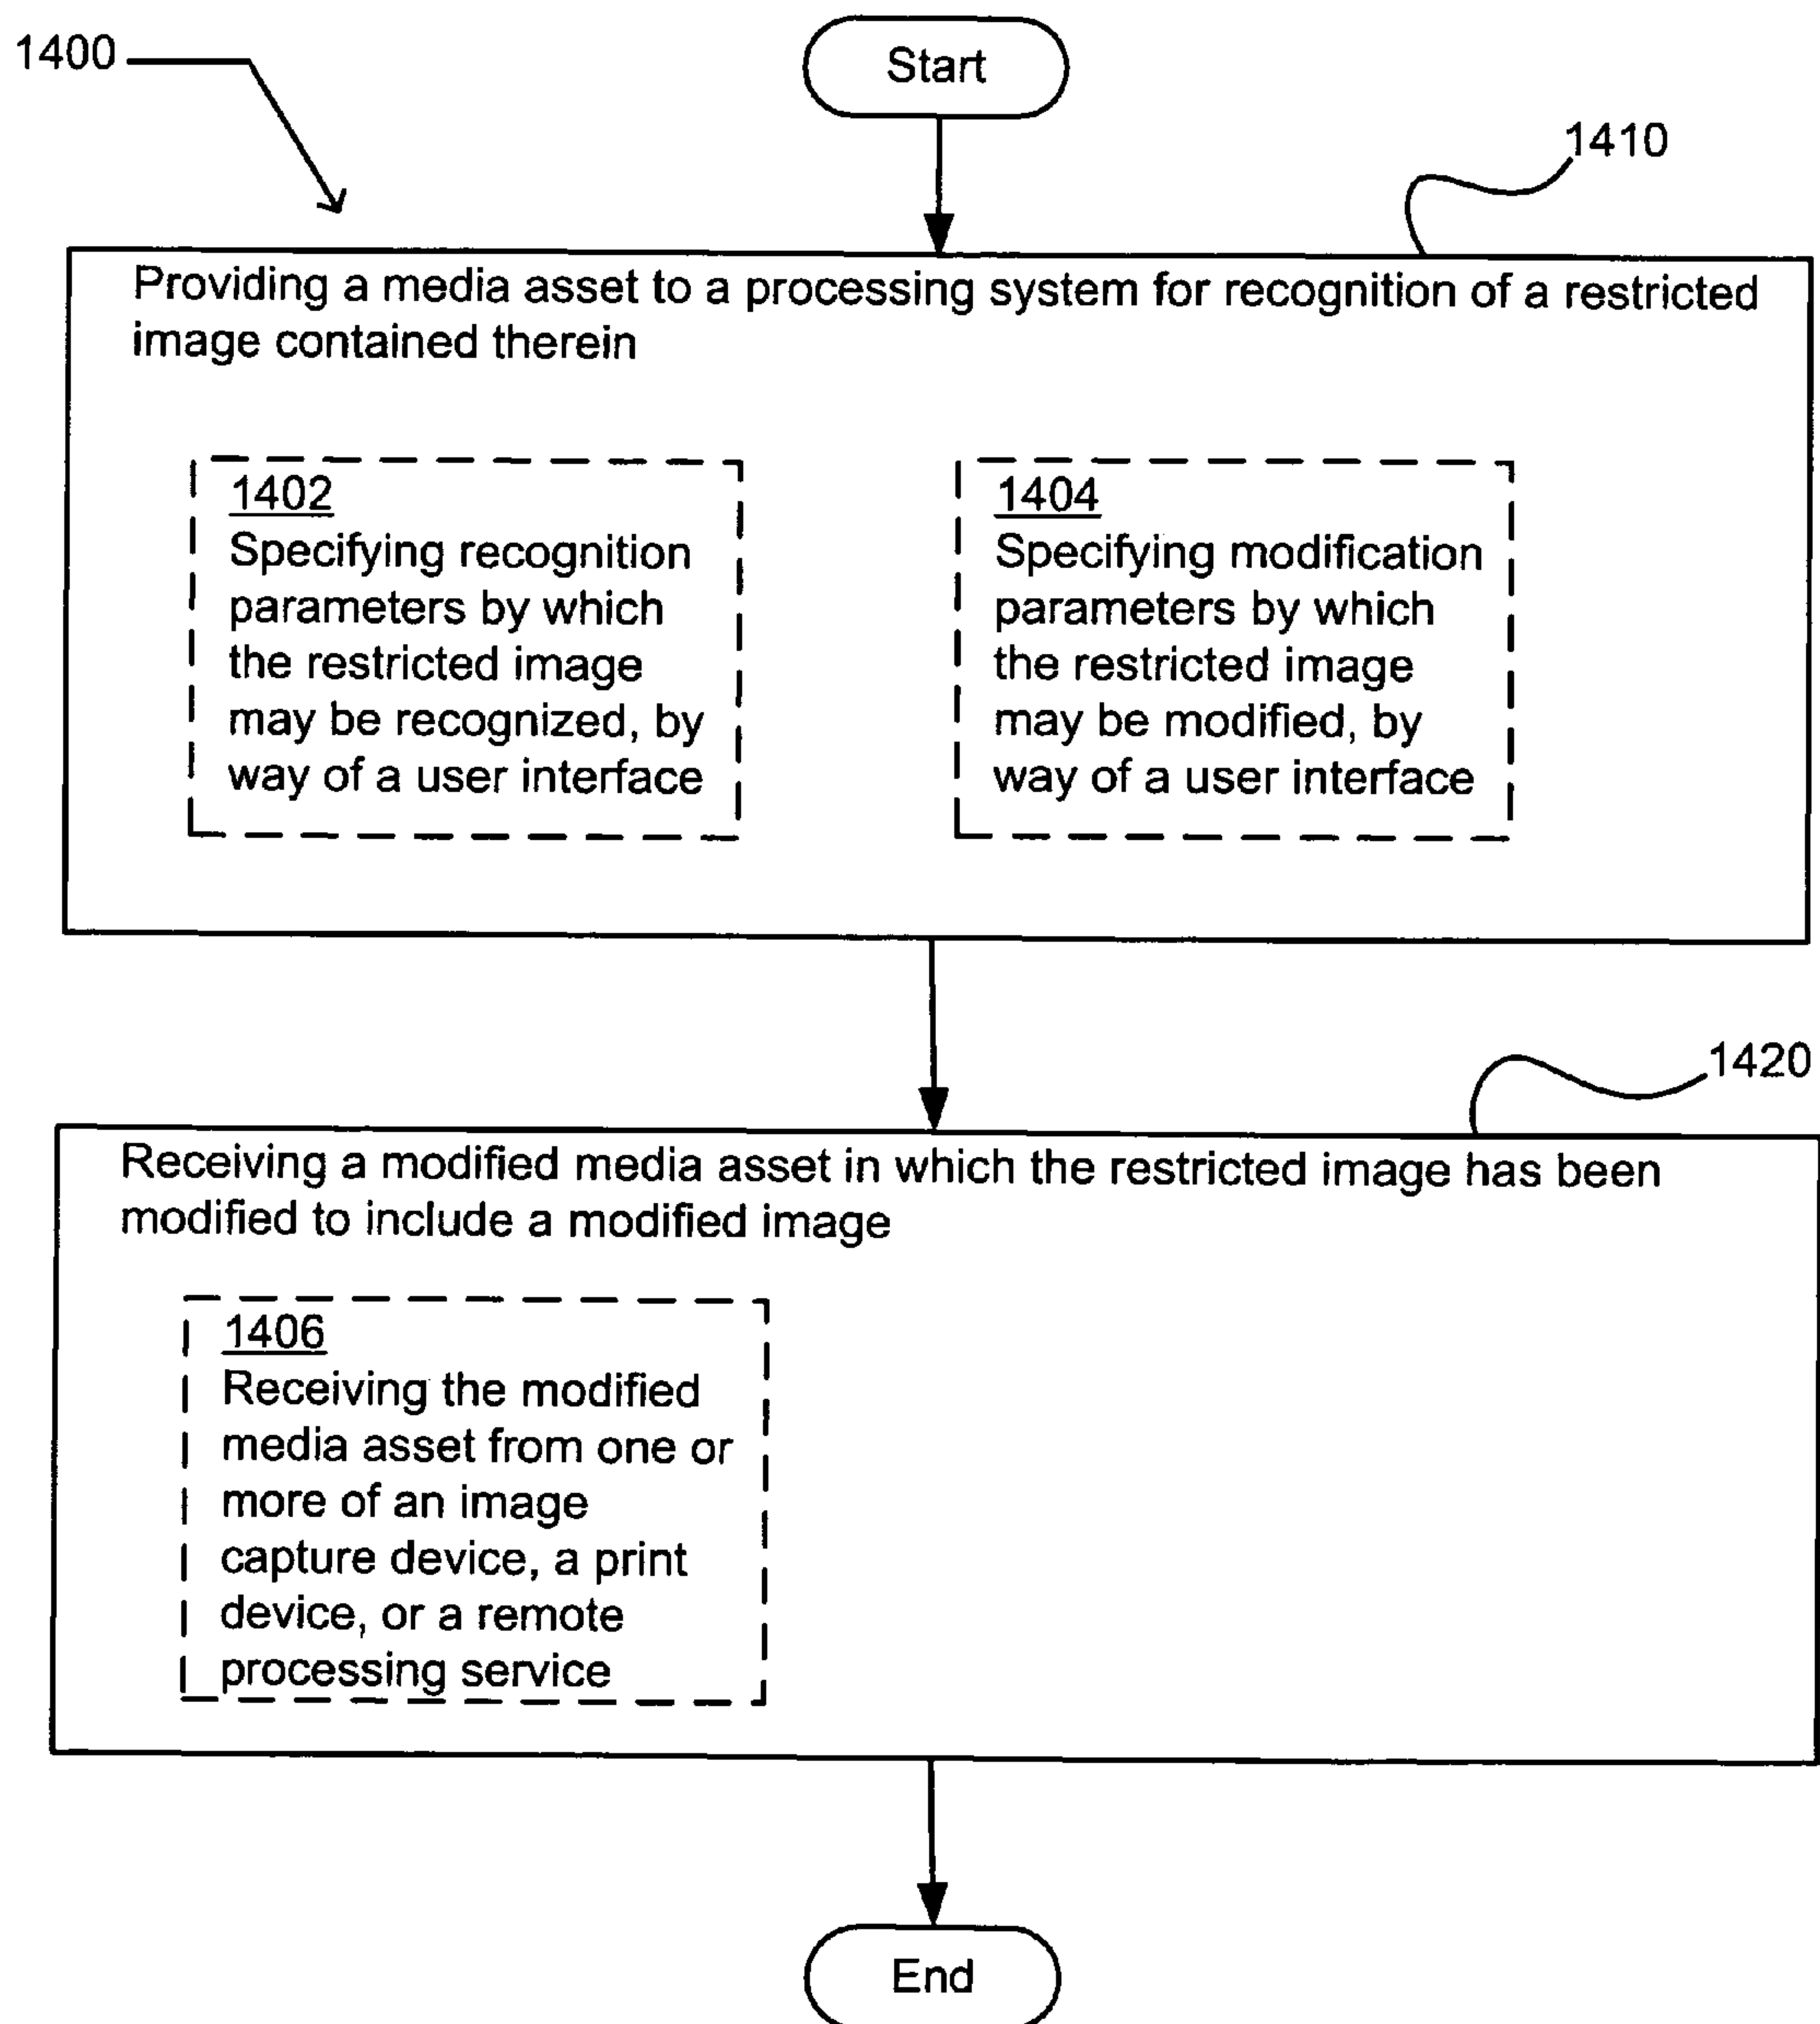 1400
Start
1410
Providing a media asset to a processing system for recognition of a restricted
image contained therein
1402
Specifying recognition
parameters by which
the restricted image
may be recognized, by
way of a user interface
1404
Specifying modification
parameters by which
the restricted image
may be modified, by
way of a user interface
1420
Receiving a modified media asset in which the restricted image has been
modified to include a modified image
1406
Receiving the modified
media asset from one or
more of an image
capture device, a print
device, or a remote
processing service
End